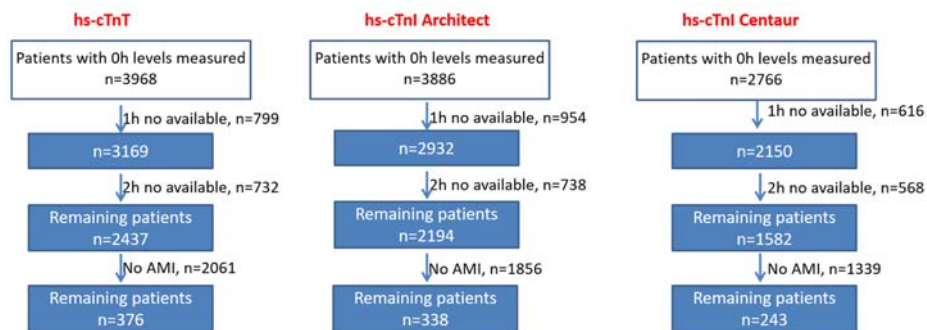 hs-cTnT
Patients with 0h levels measured
n=3968
1h no available, n=799
n=3169
2h no available, n=732
Remaining patients
n=2437
No AMI, n=2061
Remaining patients
n=376
hs-cTnI Architect
Patients with 0h levels measured
n=3886
1h no available, n=954
n=2932
2h no available, n=738
Remaining patients
n=2194
No AMI, n=1856
Remaining patients
n=338
hs-cTnI Centaur
Patients with 0h levels measured
n=2766
1h no available, n=616
n=2150
2h no available, n=568
Remaining patients
n=1582
No AMI, n=1339
Remaining patients
n=243